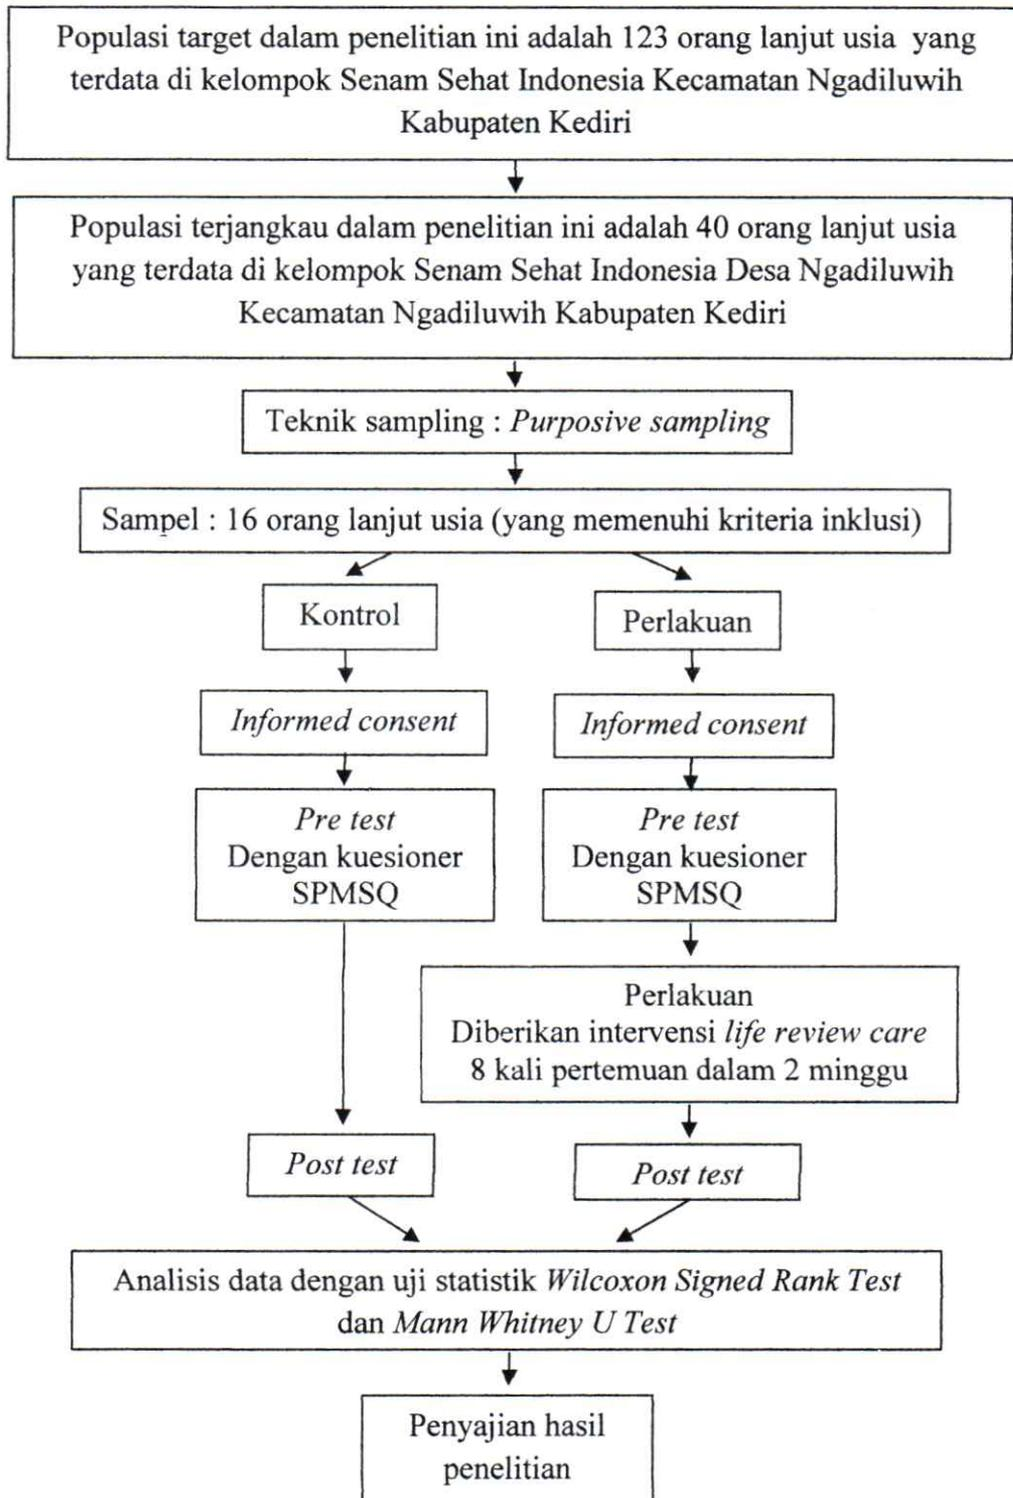 Populasi target dalam penelitian ini adalah 123 orang lanjut usia yang
terdata di kelompok Senam Sehat Indonesia Kecamatan Ngadiluwih
Kabupaten Kediri
Populasi terjangkau dalam penelitian ini adalah 40 orang lanjut usia
yang terdata di kelompok Senam Sehat Indonesia Desa Ngadiluwih
Kecamatan Ngadiluwih Kabupaten Kediri
Teknik sampling : Purposive sampling
Sampel : 16 orang lanjut usia (yang memenuhi kriteria inklusi)
Kontrol
Perlakuan
Informed consent
Informed consent
Pre test
Dengan kuesioner
SPMSQ
Pre test
Dengan kuesioner
SPMSQ
Perlakuan
Diberikan intervensi life review care
8 kali pertemuan dalam 2 minggu
Post test
Post test
Analisis data dengan uji statistik Wilcoxon Signed Rank Test
dan Mann Whitney U Test
Penyajian hasil
penelitian